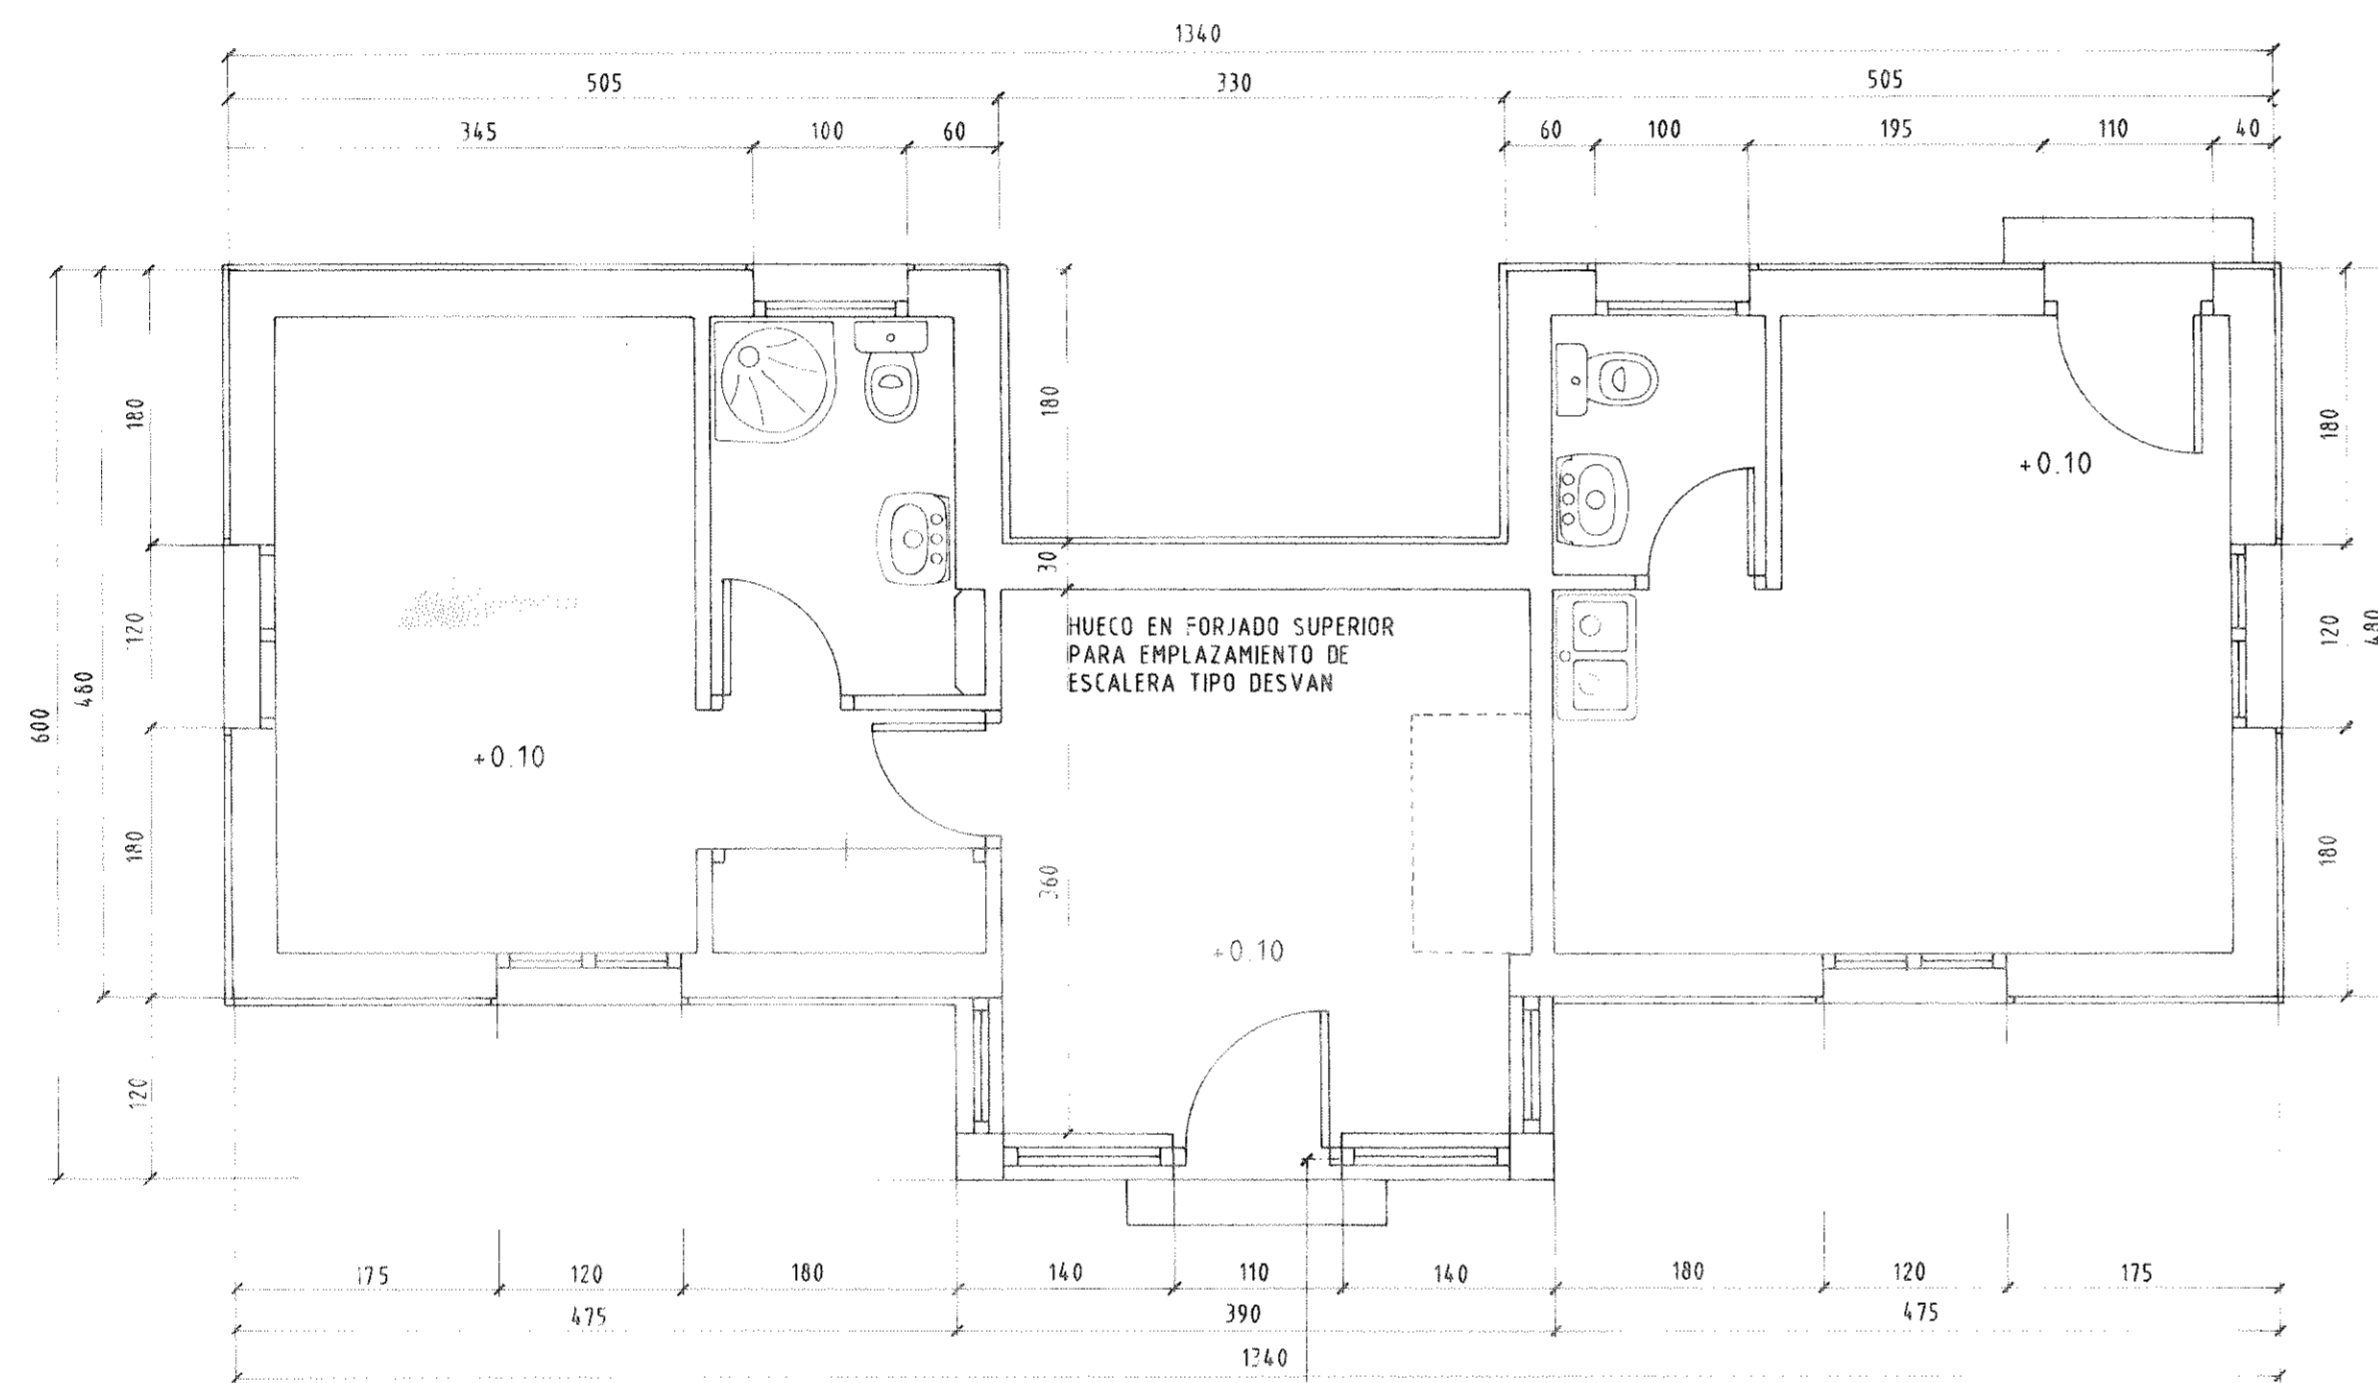 1340
505 330 505
345 100 60 60 100 195 110 40
180 180 180
+0.10
30
120 HUECO EN FORJADO SUPERIOR 120 480
PARA EMPLAZAMIENTO DE
480 ESCALERA TIPO DESVAN
600
+0.10
180 360 180
+0.10
120
175 120 180 140 110 140 180 120 175
475 390 475
1340